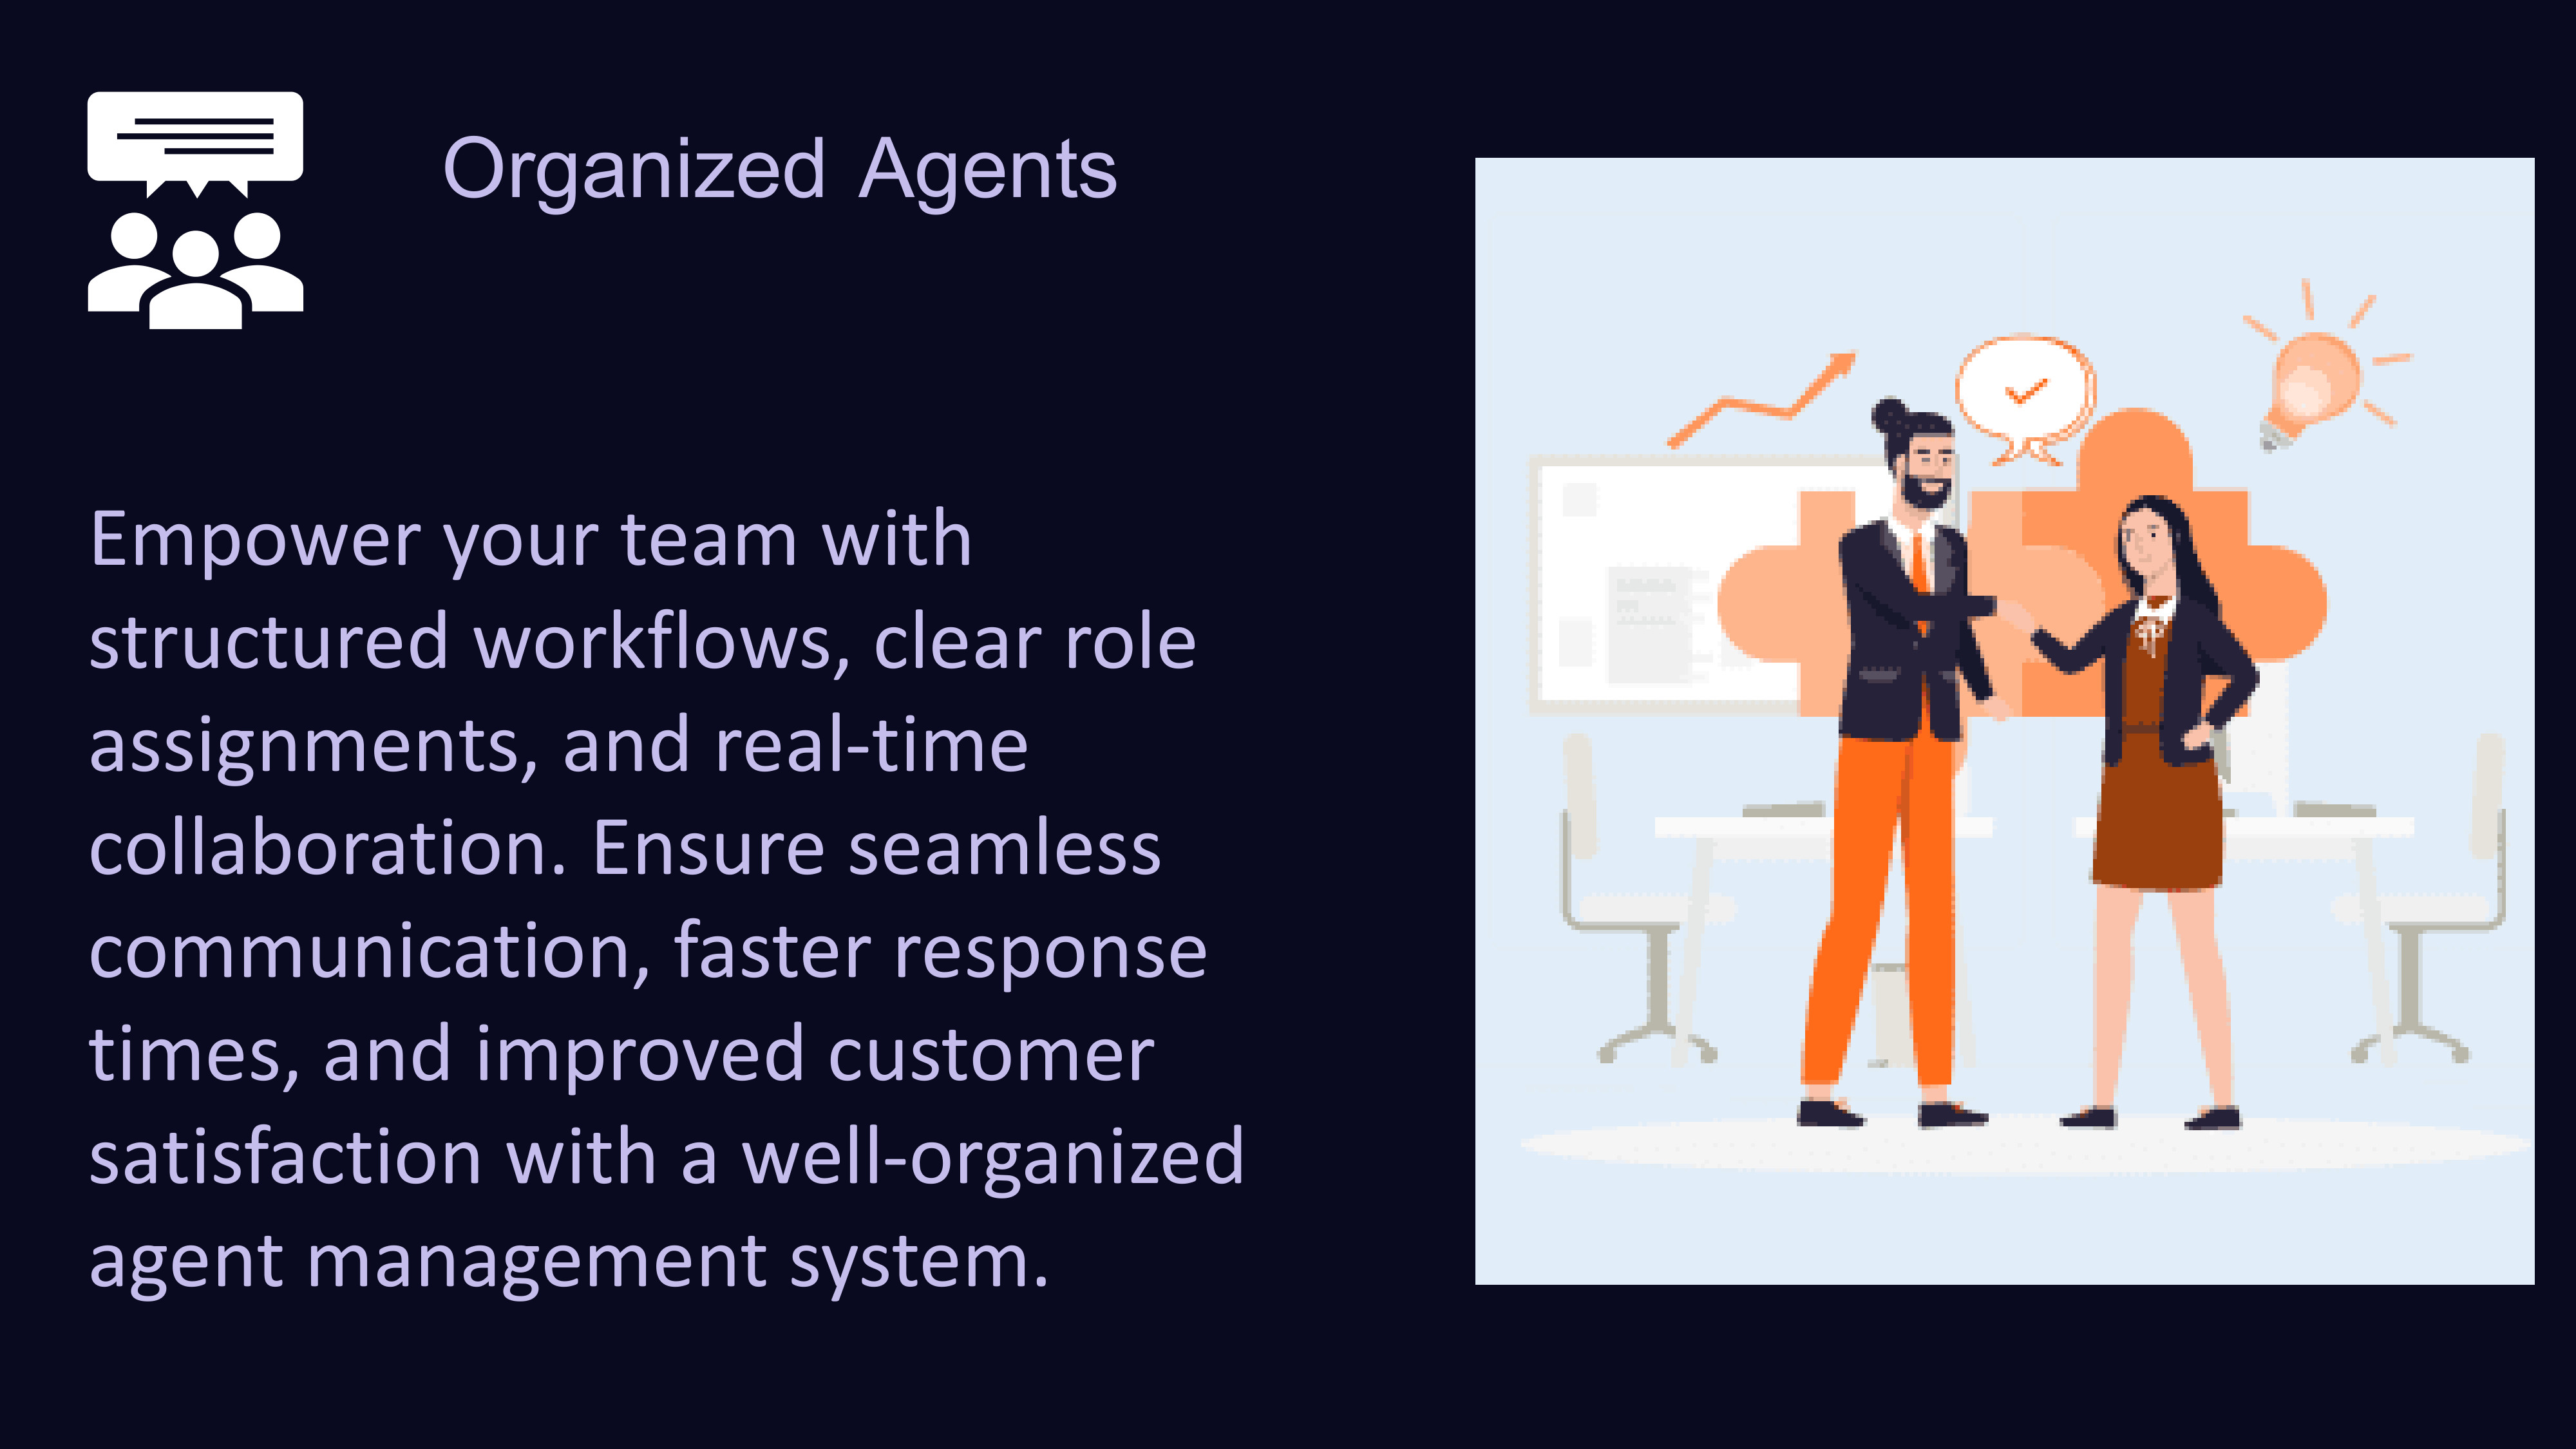 Organized Agents
Empower your team with
structured workflows, clear role
assignments, and real-time
collaboration. Ensure seamless
communication, faster response
times, and improved customer
satisfaction with a well-organized
agent management system.